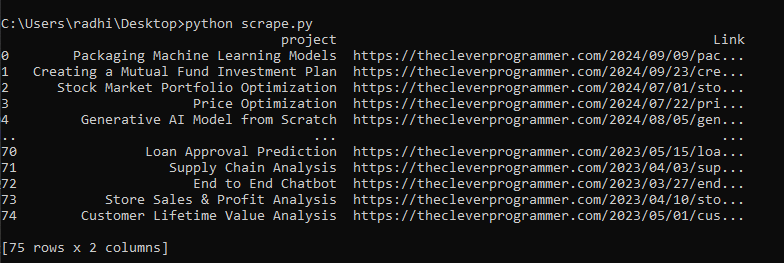 C:\Users\radhi\Desktop>python scrape.py
project Link
0 Packaging Machine Learning Models https://thecleverprogrammer.com/2024/09/09/pac...
1 Creating a Mutual Fund Investment Plan https://thecleverprogrammer.com/2024/09/23/cre...
2 Stock Market Portfolio Optimization https://thecleverprogrammer.com/2024/07/01/sto...
3 Price Optimization https://thecleverprogrammer.com/2024/07/22/pri...
4 Generative AI Model from Scratch https://thecleverprogrammer.com/2024/08/05/gen...
.. ... ...
70 Loan Approval Prediction https://thecleverprogrammer.com/2023/05/15/loa...
71 Supply Chain Analysis https://thecleverprogrammer.com/2023/04/03/sup...
72 End to End Chatbot https://thecleverprogrammer.com/2023/03/27/end...
73 Store Sales & Profit Analysis https://thecleverprogrammer.com/2023/04/10/sto...
74 Customer Lifetime Value Analysis https://thecleverprogrammer.com/2023/05/01/cus...
[75 rows x 2 columns]